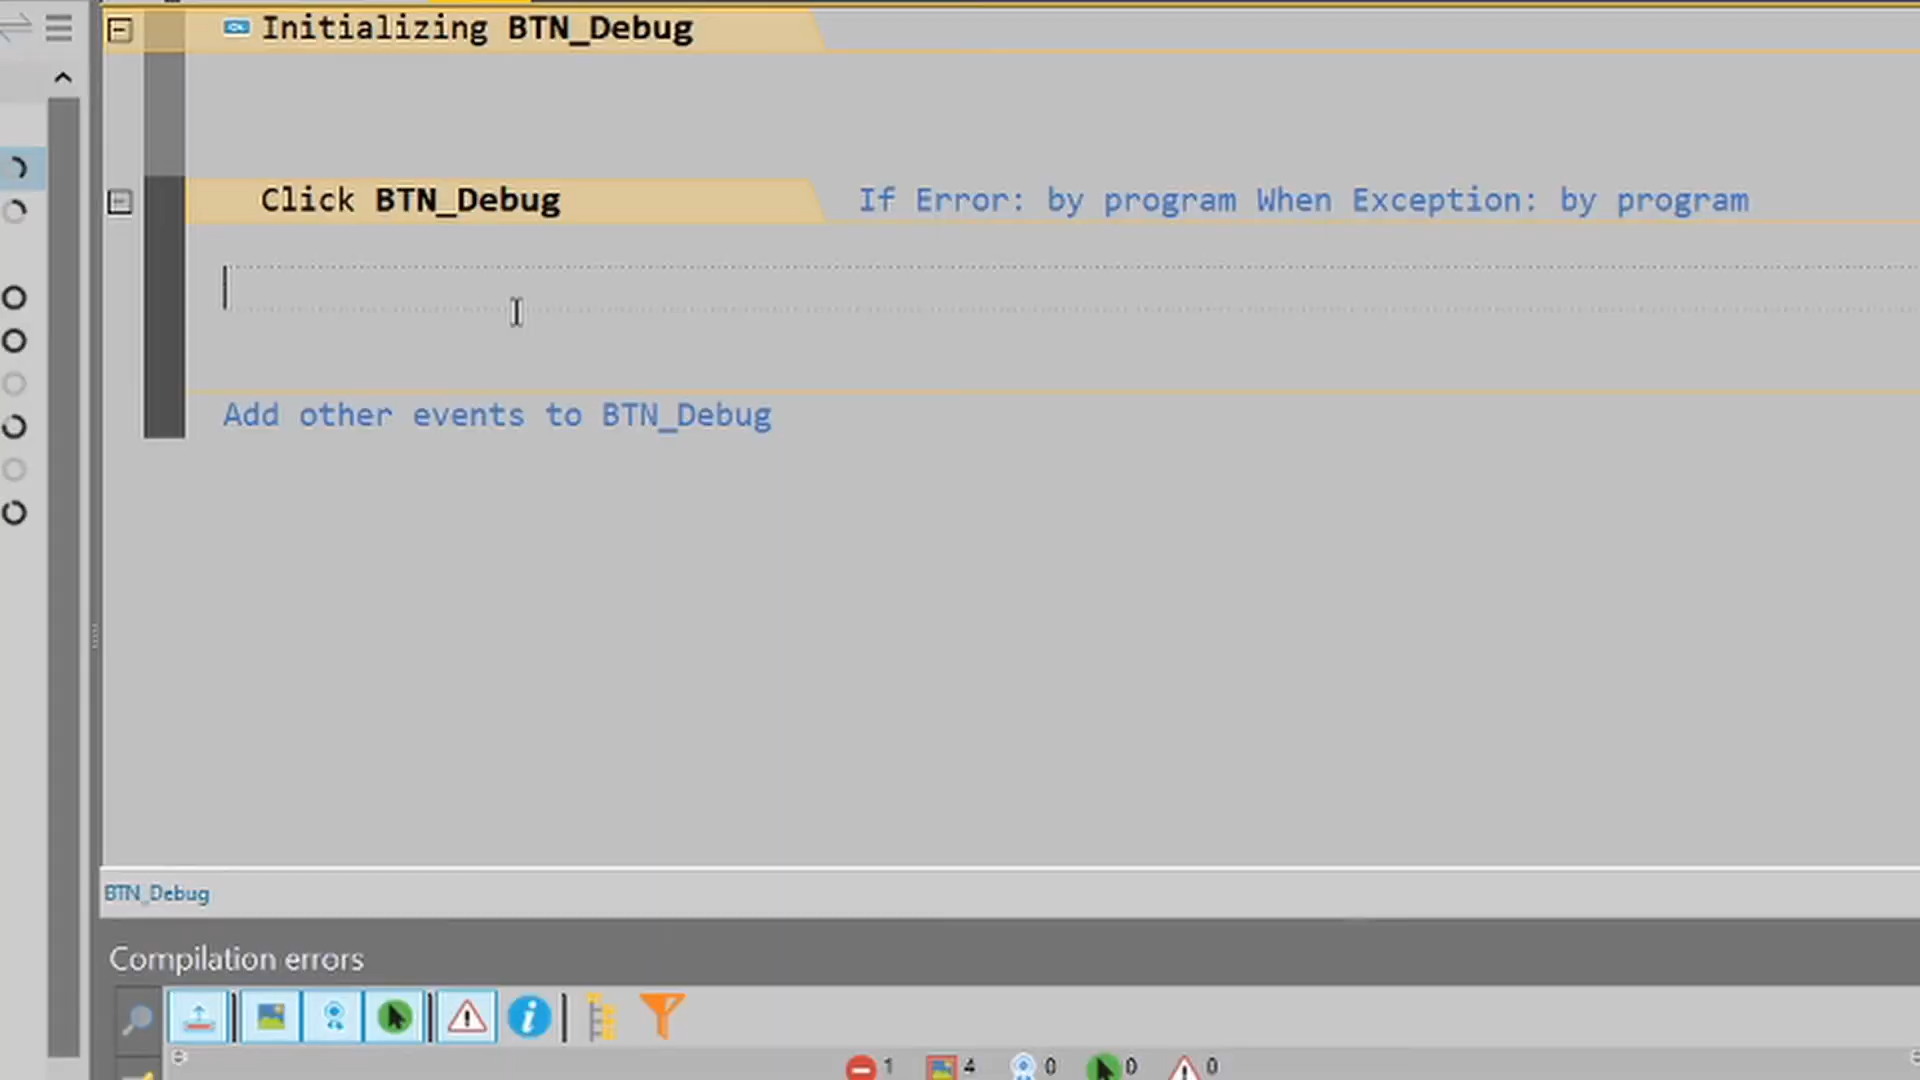 Initializing BTN_Debug
Click BTN_Debug If Error: by program When Exception: by program
Add other events to BTN_Debug
BTN_Debug
Compilation errors
1 4 0 0 0